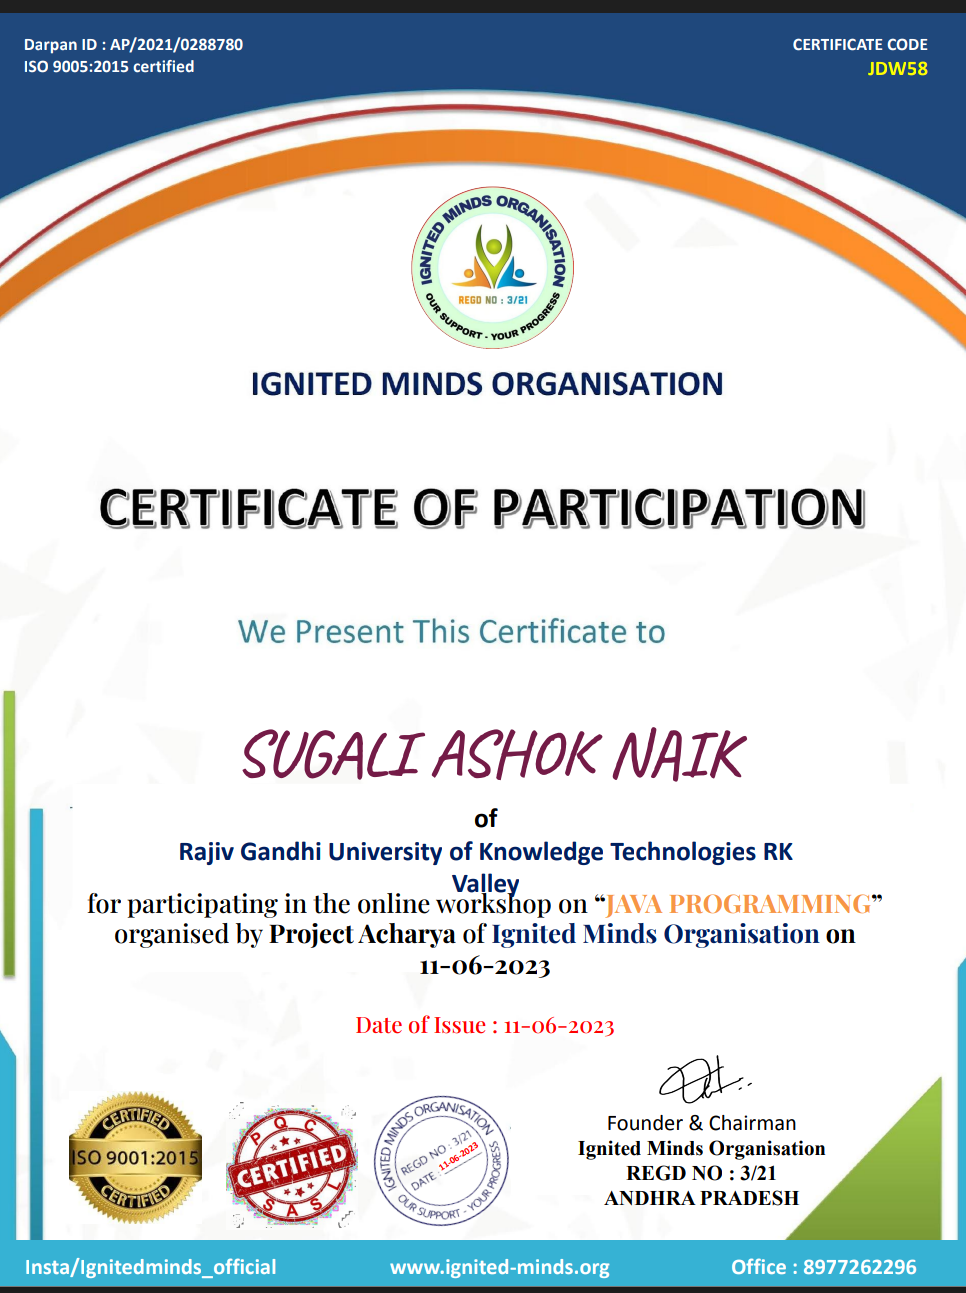 Darpan ID : AP/2021/0288780
ISO 9005:2015 certified
CERTIFICATE CODE
JDW58
IGNITED MINDS ORGANISATION
REGD NO : 3/21
OUR SUPPORT - YOUR PROGRESS
IGNITED MINDS ORGANISATION
CERTIFICATE OF PARTICIPATION
We Present This Certificate to
SUGALI ASHOK NAIK
of
Rajiv Gandhi University of Knowledge Technologies RK
Valley
for participating in the online workshop on “JAVA PROGRAMMING”
organised by Project Acharya of Ignited Minds Organisation on
11-06-2023
Date of Issue : 11-06-2023
CERTIFIED
ISO 9001:2015
CERTIFIED
PQC
CERTIFIED
SASL
IGNITED MINDS ORGANISATION
REGD NO . 3/21
DATE : 11-06-2023
OUR SUPPORT - YOUR PROGRESS
Founder & Chairman
Ignited Minds Organisation
REGD NO : 3/21
ANDHRA PRADESH
Insta/Ignitedminds_official
www.ignited-minds.org
Office : 8977262296